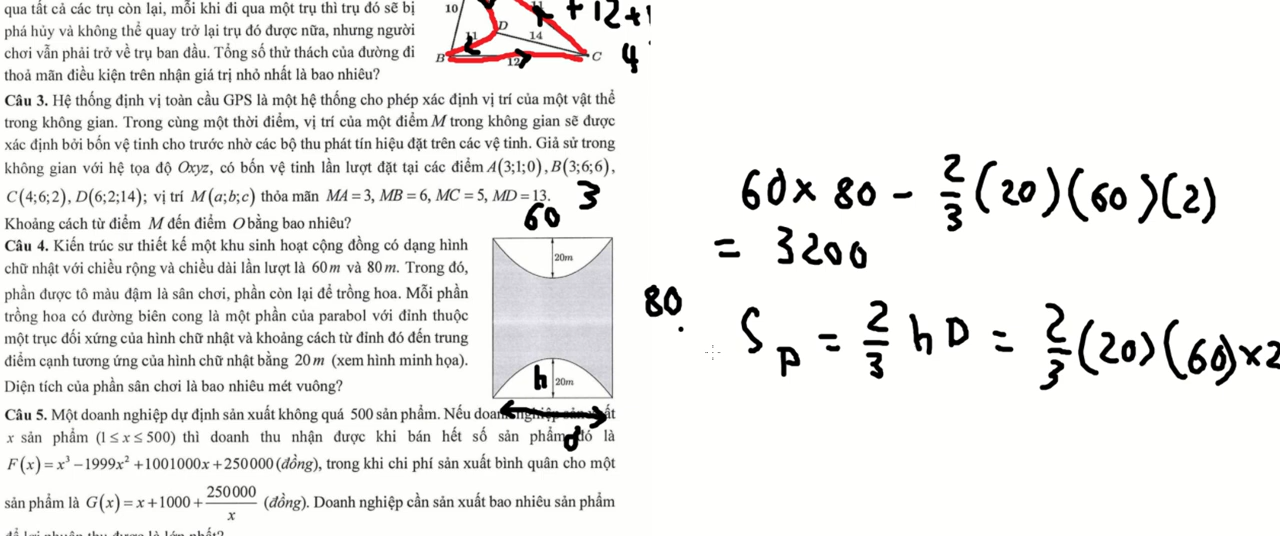 qua tất cả các trụ còn lại, mỗi khi đi qua một trụ thì trụ đó sẽ bị
phá hủy và không thể quay trở lại trụ đó được nữa, nhưng người
chơi vẫn phải trở về trụ ban đầu. Tổng số thử thách của đường đi
thoả mãn điều kiện trên nhận giá trị nhỏ nhất là bao nhiêu?
10
D
11
14
B
12
C
+ 12 +
4
Câu 3. Hệ thống định vị toàn cầu GPS là một hệ thống cho phép xác định vị trí của một vật thể
trong không gian. Trong cùng một thời điểm, vị trí của một điểm M trong không gian sẽ được
xác định bởi bốn vệ tinh cho trước nhờ các bộ thu phát tín hiệu đặt trên các vệ tinh. Giả sử trong
không gian với hệ tọa độ Oxyz, có bốn vệ tinh lần lượt đặt tại các điểm A(3;1;0), B(3;6;6),
C(4;6;2), D(6;2;14); vị trí M(a;b;c) thỏa mãn MA=3, MB=6, MC=5, MD=13.
3
Khoảng cách từ điểm M đến điểm O bằng bao nhiêu?
60
Câu 4. Kiến trúc sư thiết kế một khu sinh hoạt cộng đồng có dạng hình
chữ nhật với chiều rộng và chiều dài lần lượt là 60m và 80m. Trong đó,
phần được tô màu đậm là sân chơi, phần còn lại để trồng hoa. Mỗi phần
trồng hoa có đường biên cong là một phần của parabol với đỉnh thuộc
một trục đối xứng của hình chữ nhật và khoảng cách từ đỉnh đó đến trung
điểm cạnh tương ứng của hình chữ nhật bằng 20m (xem hình minh họa).
Diện tích của phần sân chơi là bao nhiêu mét vuông?
20m
80.
h
20m
d
Câu 5. Một doanh nghiệp dự định sản xuất không quá 500 sản phẩm. Nếu doanh nghiệp sản xuất
x sản phẩm (1≤x≤500) thì doanh thu nhận được khi bán hết số sản phẩm đó là
F(x)=x³−1999x²+1001000x+250000 (đồng), trong khi chi phí sản xuất bình quân cho một
sản phẩm là G(x)=x+1000+250000/x (đồng). Doanh nghiệp cần sản xuất bao nhiêu sản phẩm
để lợi nhuận thu được là lớn nhất?
60 x 80 − 2/3 (20)(60)(2)
= 3200
S_p = 2/3 hD = 2/3 (20)(60)x2